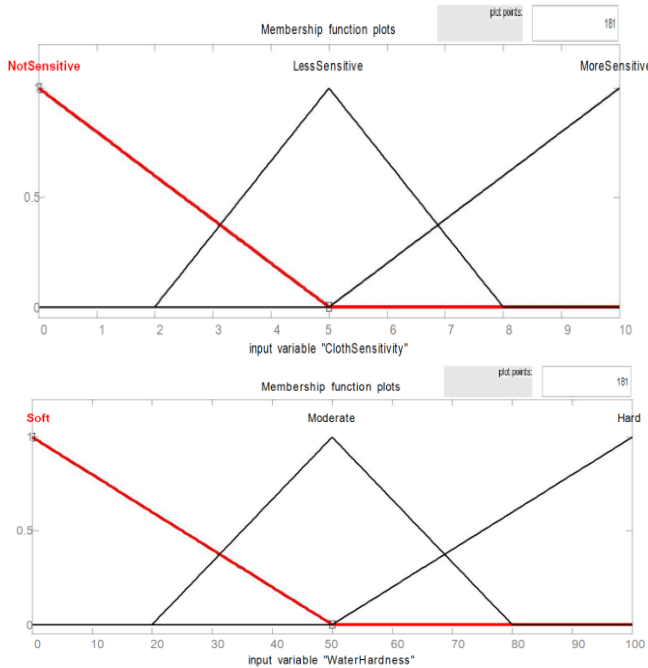 plot points:
181
Membership function plots
NotSensitive LessSensitive MoreSensitive
1
0.5
0
0 1 2 3 4 5 6 7 8 9 10
input variable "ClothSensitivity"
plot points:
181
Membership function plots
Soft Moderate Hard
1
0.5
0
0 10 20 30 40 50 60 70 80 90 100
input variable "WaterHardness"